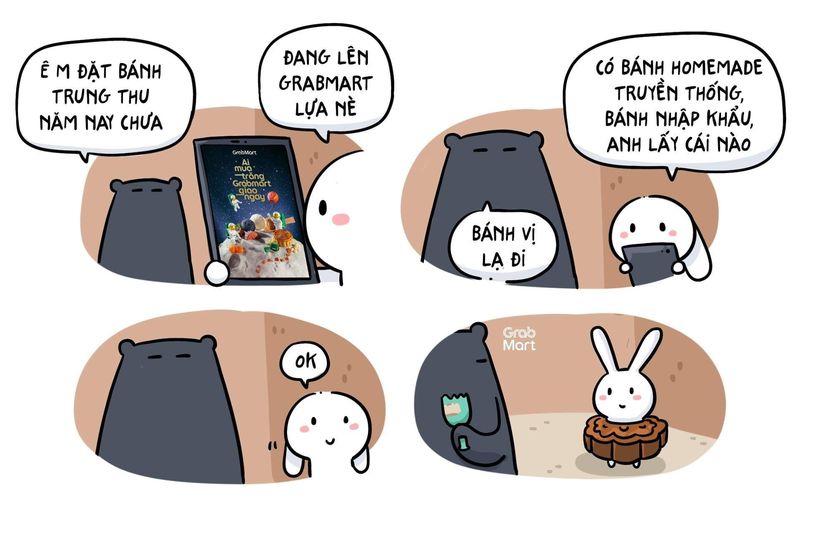 Ê M ĐẶT BÁNH
TRUNG THU
NĂM NAY CHƯA
ĐANG LÊN
GRABMART
LỰA NÈ
GrabMart
Ai
mua
trăng
Grabmart
giao
ngay
CÓ BÁNH HOMEMADE
TRUYỀN THỐNG,
BÁNH NHẬP KHẨU,
ANH LẤY CÁI NÀO
BÁNH VỊ
LẠ ĐI
OK
Grab
Mart